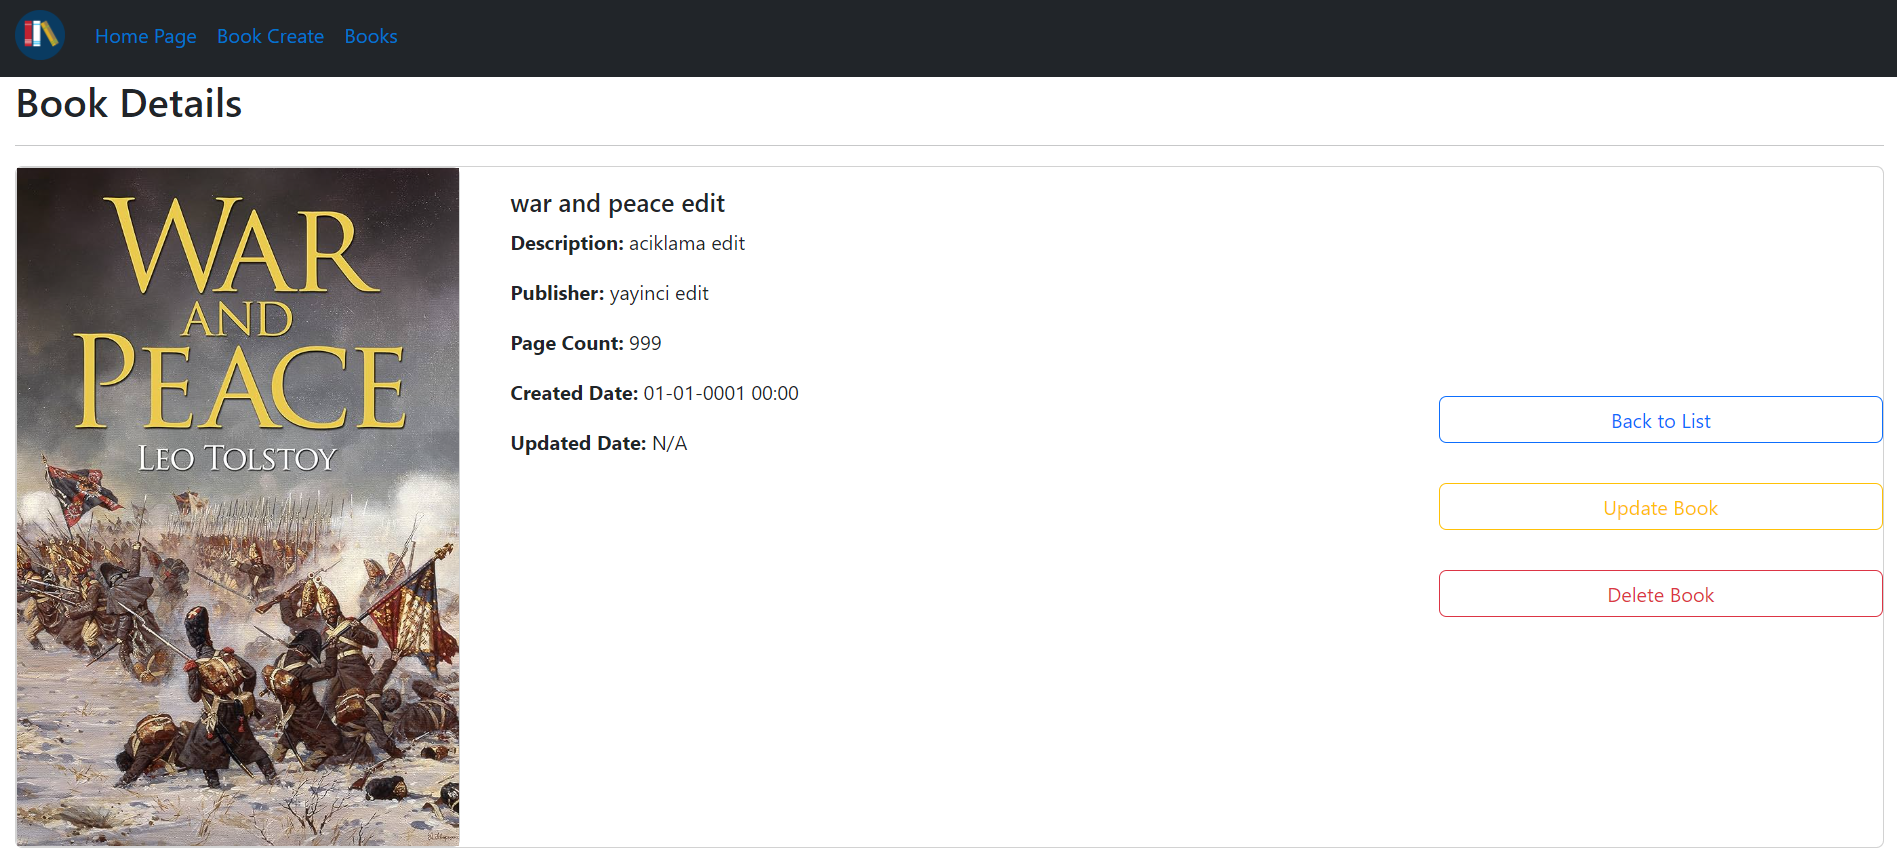 Home Page Book Create Books
Book Details
WAR
AND
PEACE
LEO TOLSTOY
war and peace edit
Description: aciklama edit
Publisher: yayinci edit
Page Count: 999
Created Date: 01-01-0001 00:00
Updated Date: N/A
Back to List
Update Book
Delete Book